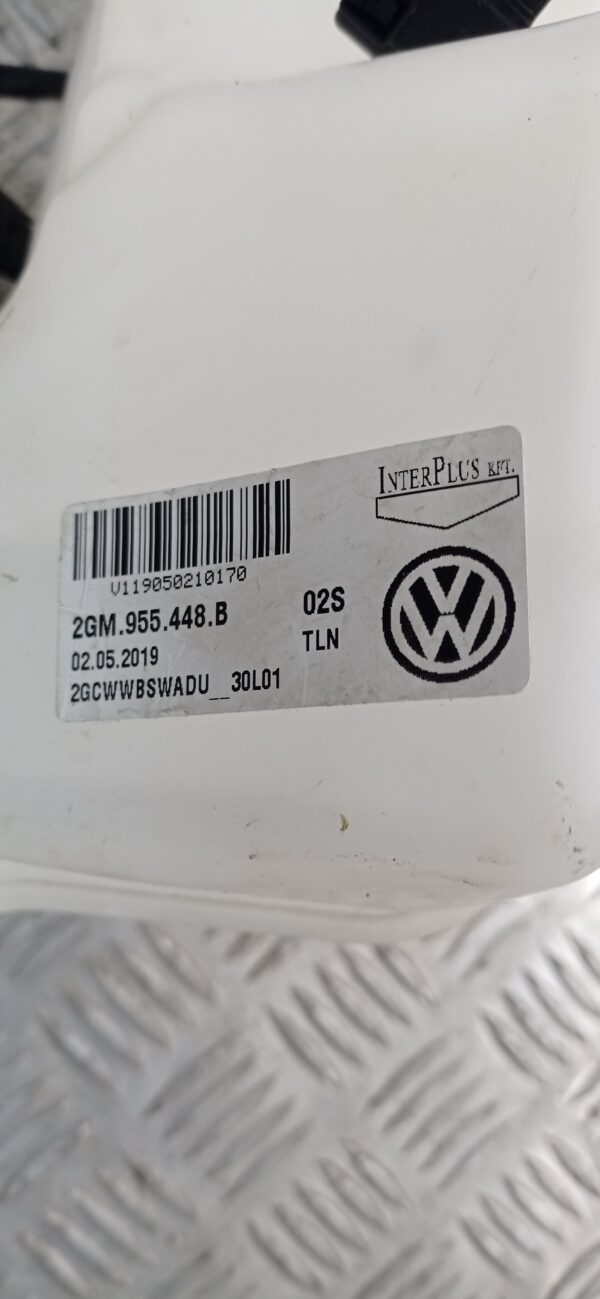 INTERPLUS KFT.
V119050210170
2GM.955.448.B
02S
02.05.2019
TLN
2GCWWBSWADU__30L01